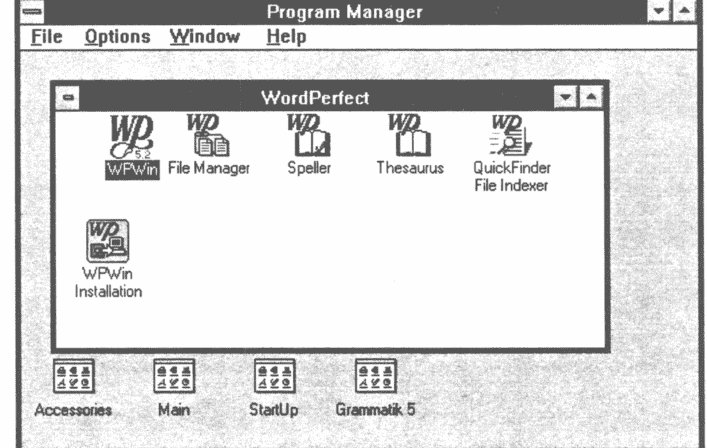 Program Manager
File Options Window Help
WordPerfect
WP WP WP WP WP
5.2
WPWin File Manager Speller Thesaurus QuickFinder
File Indexer
WP
WPWin
Installation
Accessories Main StartUp Grammatik 5